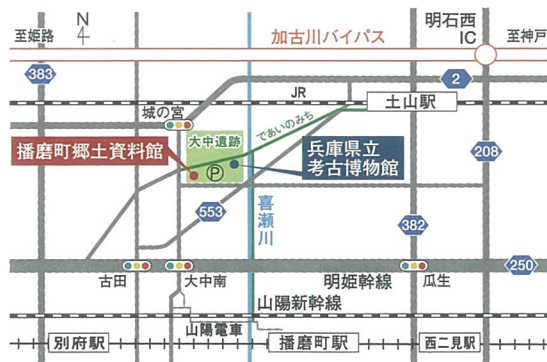 至姫路
N
4
加古川バイパス
明石西
IC
至神戸
383
2
JR
土山駅
城の宮
であいのみち
大中遺跡
播磨町郷土資料館
P
兵庫県立
考古博物館
208
553
喜瀬川
382
250
古田
大中南
明姫幹線
瓜生
山陽新幹線
山陽電車
別府駅
播磨町駅
西二見駅